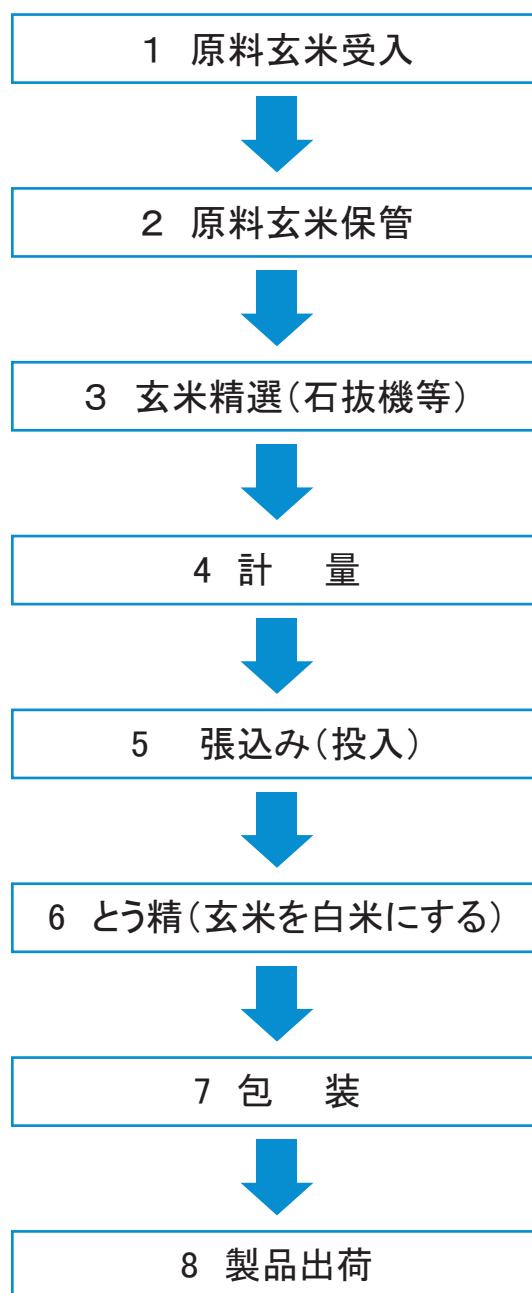 1 原料玄米受入
2 原料玄米保管
3 玄米精選(石抜機等)
4 計　量
5 張込み(投入)
6 とう精(玄米を白米にする)
7 包　装
8 製品出荷